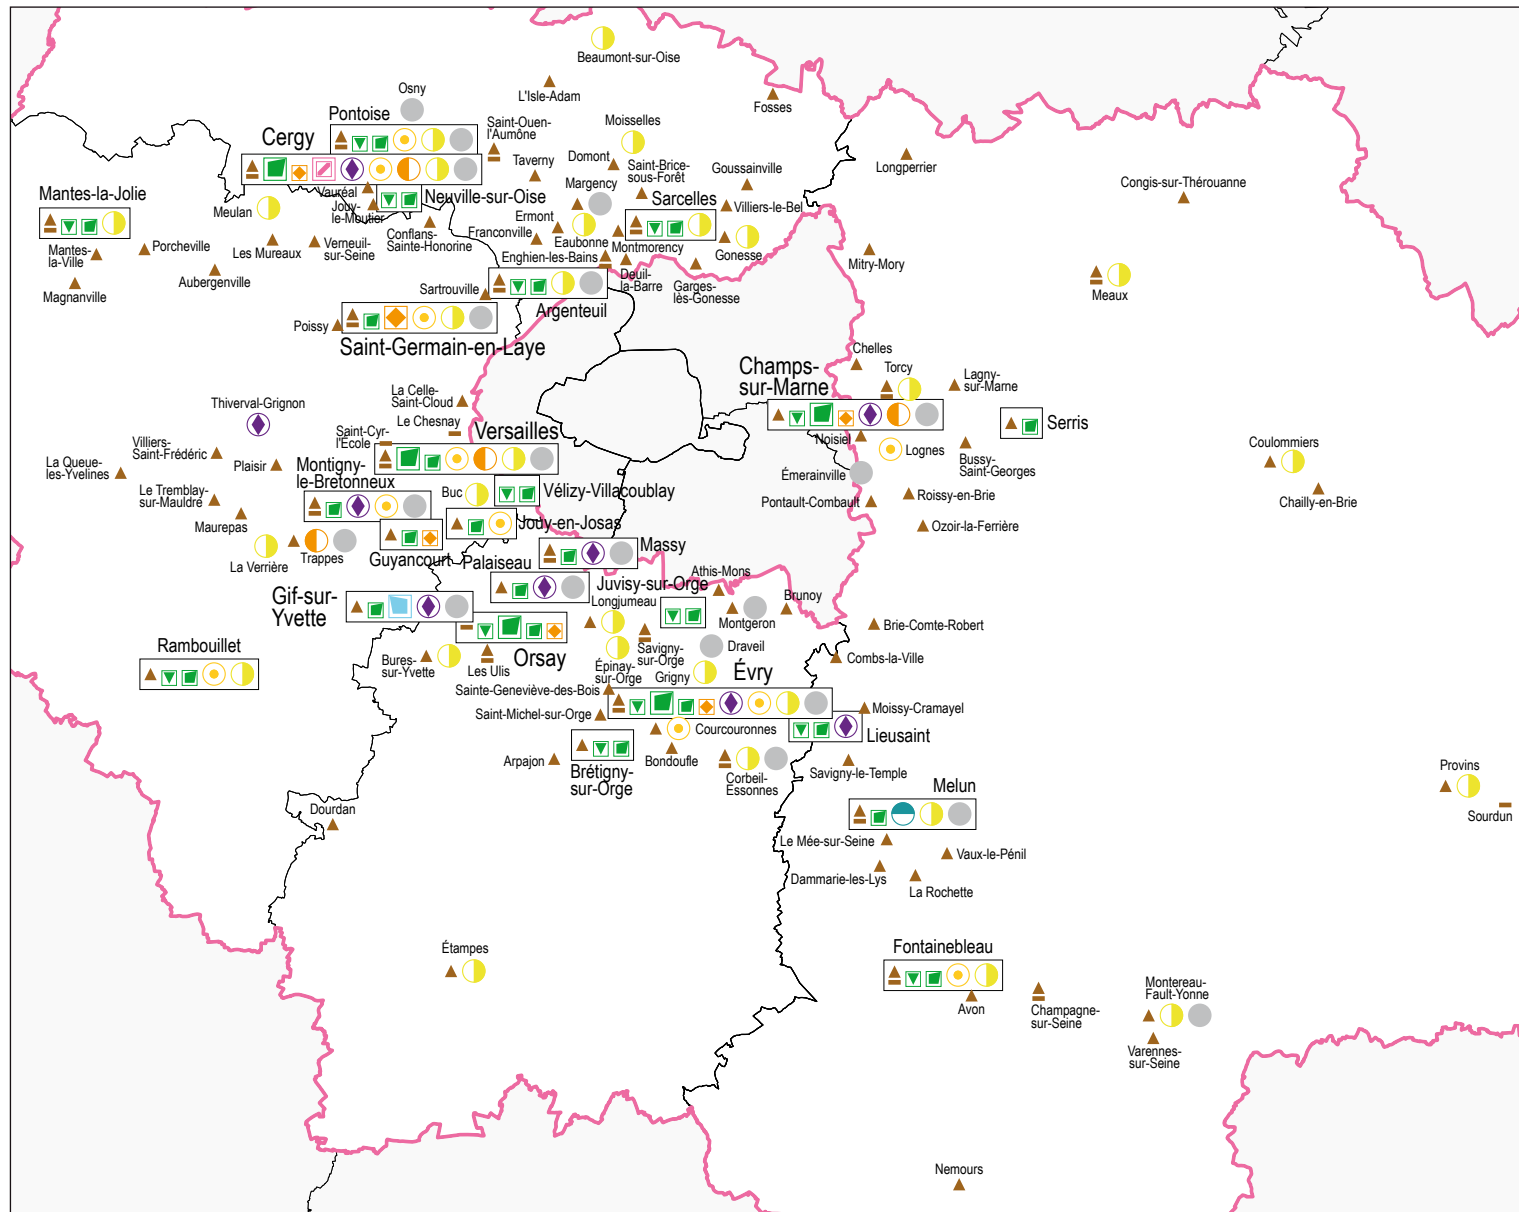 Beaumont-sur-Oise
L'Isle-Adam
Fosses
Osny
Pontoise
Cergy
Saint-Ouen-
l'Aumône
Moisselles
Taverny
Domont
Saint-Brice-
sous-Forêt
Goussainville
Longperrier
Congis-sur-Thérouanne
Mantes-la-Jolie
Meulan
Vauréal
Jouy-
le-Moutier
Neuville-sur-Oise
Margency
Sarcelles
Villiers-le-Bel
Conflans-
Sainte-Honorine
Franconville
Ermont
Eaubonne
Montmorency
Gonesse
Mantes-
la-Ville
Porcheville
Les Mureaux
Verneuil-
sur-Seine
Enghien-les-Bains
Deuil-
la-Barre
Garges-
lès-Gonesse
Mitry-Mory
Meaux
Magnanville
Aubergenville
Sartrouville
Argenteuil
Poissy
Saint-Germain-en-Laye
Chelles
Torcy
Lagny-
sur-Marne
Champs-
sur-Marne
Serris
La Celle-
Saint-Cloud
Le Chesnay
Thiverval-Grignon
Saint-Cyr-
l'École
Versailles
Noisiel
Lognes
Bussy-
Saint-Georges
Coulommiers
Villiers-
Saint-Frédéric
Plaisir
La Queue-
les-Yvelines
Montigny-
le-Bretonneux
Émerainville
Chailly-en-Brie
Le Tremblay-
sur-Mauldre
Maurepas
Buc
Vélizy-Villacoublay
Pontault-Combault
Roissy-en-Brie
Ozoir-la-Ferrière
Jouy-en-Josas
La Verrière
Trappes
Guyancourt
Massy
Palaiseau
Juvisy-sur-Orge
Athis-Mons
Gif-sur-
Yvette
Longjumeau
Montgeron
Brunoy
Brie-Comte-Robert
Orsay
Savigny-
sur-Orge
Draveil
Combs-la-Ville
Rambouillet
Bures-
sur-Yvette
Les Ulis
Épinay-
sur-Orge
Grigny
Évry
Sainte-Geneviève-des-Bois
Saint-Michel-sur-Orge
Moissy-Cramayel
Courcouronnes
Lieusaint
Arpajon
Brétigny-
sur-Orge
Bondoufle
Corbeil-
Essonnes
Savigny-le-Temple
Provins
Sourdun
Melun
Dourdan
Le Mée-sur-Seine
Vaux-le-Pénil
Dammarie-les-Lys
La Rochette
Étampes
Fontainebleau
Avon
Champagne-
sur-Seine
Montereau-
Fault-Yonne
Varennes-
sur-Seine
Nemours